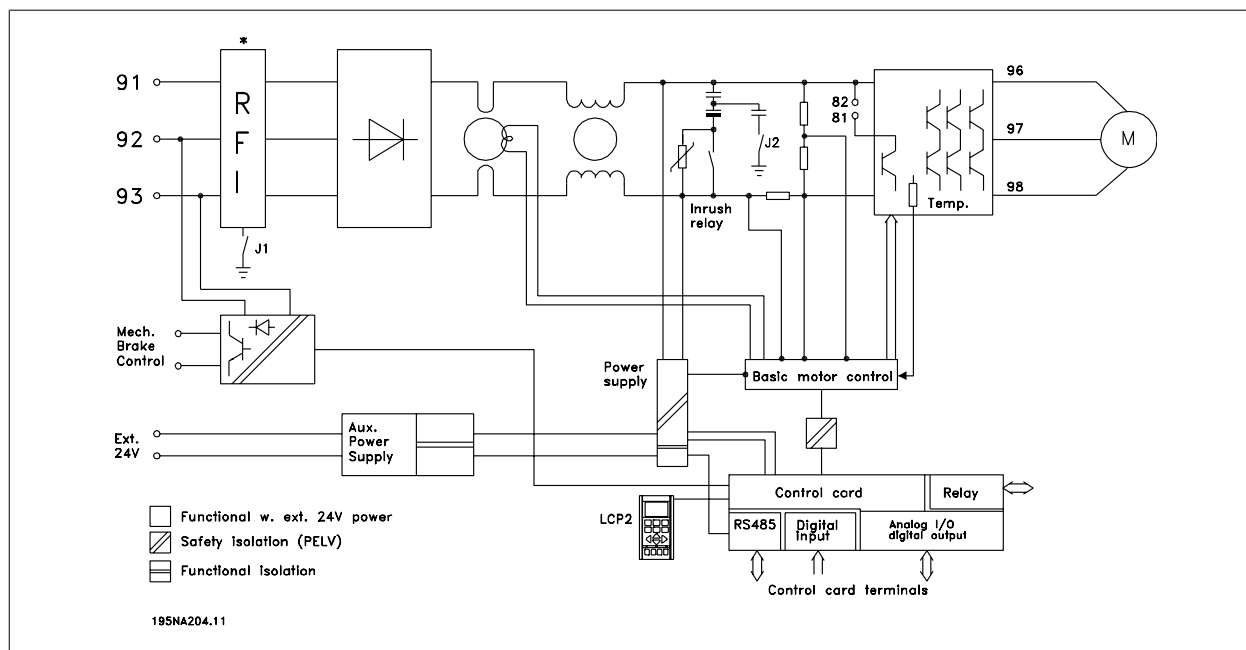 *
91
92
93
R
F
I
J1
J2
Inrush
relay
82
81
Temp.
96
97
98
M
Mech.
Brake
Control
Power
supply
Basic motor control
Ext.
24V
Aux.
Power
Supply
LCP2
Control card
Relay
RS485
Digital
input
Analog I/O
digital output
Control card terminals
Functional w. ext. 24V power
Safety isolation (PELV)
Functional isolation
195NA204.11